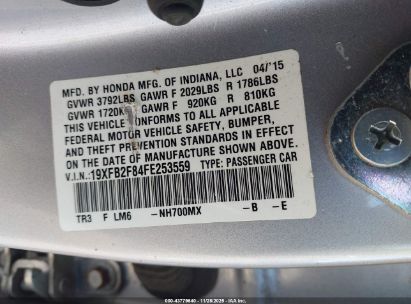 MFD. BY HONDA MFG. OF INDIANA, LLC 04/'15
GVWR 3792LBS GAWR F 2029LBS R 1786LBS
GVWR 1720KG GAWR F 920KG R 810KG
THIS VEHICLE CONFORMS TO ALL APPLICABLE
FEDERAL MOTOR VEHICLE SAFETY, BUMPER,
AND THEFT PREVENTION STANDARDS IN EFFECT
ON THE DATE OF MANUFACTURE SHOWN ABOVE.
V.I.N.: 19XFB2F84FE253559 TYPE: PASSENGER CAR
TR3 F LM6 -NH700MX -B -E